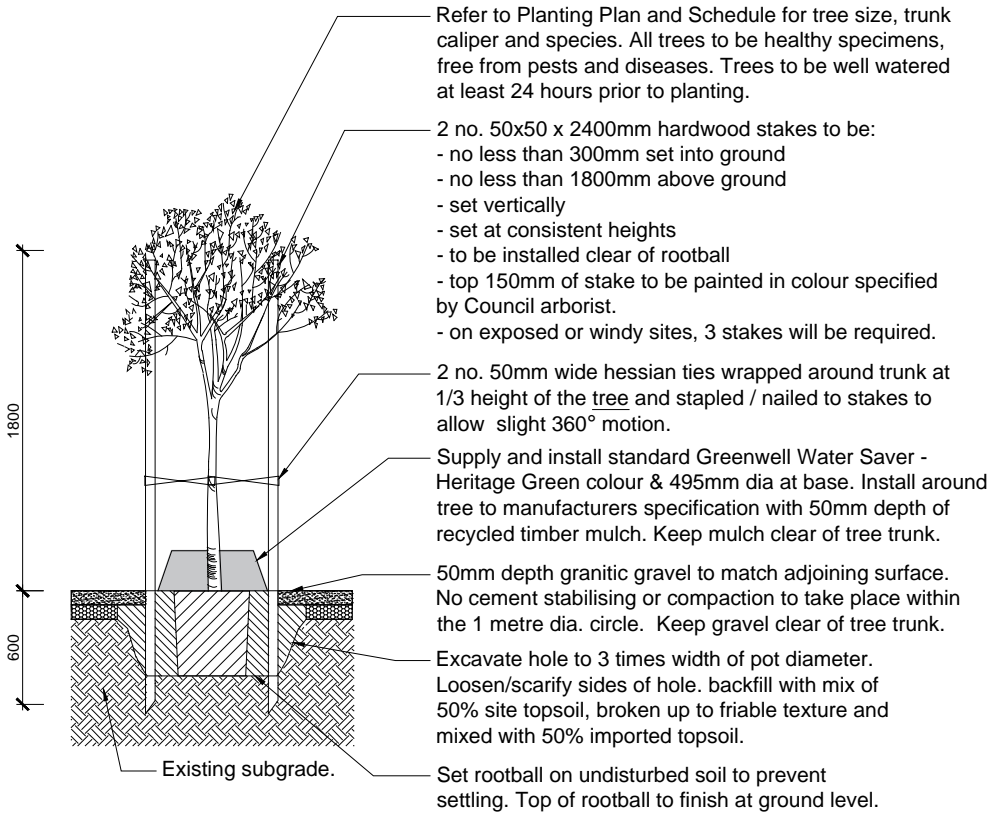 Refer to Planting Plan and Schedule for tree size, trunk
caliper and species. All trees to be healthy specimens,
free from pests and diseases. Trees to be well watered
at least 24 hours prior to planting.
2 no. 50x50 x 2400mm hardwood stakes to be:
- no less than 300mm set into ground
- no less than 1800mm above ground
- set vertically
- set at consistent heights
- to be installed clear of rootball
- top 150mm of stake to be painted in colour specified
by Council arborist.
- on exposed or windy sites, 3 stakes will be required.
2 no. 50mm wide hessian ties wrapped around trunk at
1/3 height of the tree and stapled / nailed to stakes to
allow slight 360° motion.
Supply and install standard Greenwell Water Saver -
Heritage Green colour & 495mm dia at base. Install around
tree to manufacturers specification with 50mm depth of
recycled timber mulch. Keep mulch clear of tree trunk.
50mm depth granitic gravel to match adjoining surface.
No cement stabilising or compaction to take place within
the 1 metre dia. circle. Keep gravel clear of tree trunk.
Excavate hole to 3 times width of pot diameter.
Loosen/scarify sides of hole. backfill with mix of
50% site topsoil, broken up to friable texture and
mixed with 50% imported topsoil.
Set rootball on undisturbed soil to prevent
settling. Top of rootball to finish at ground level.
Existing subgrade.
1800
600